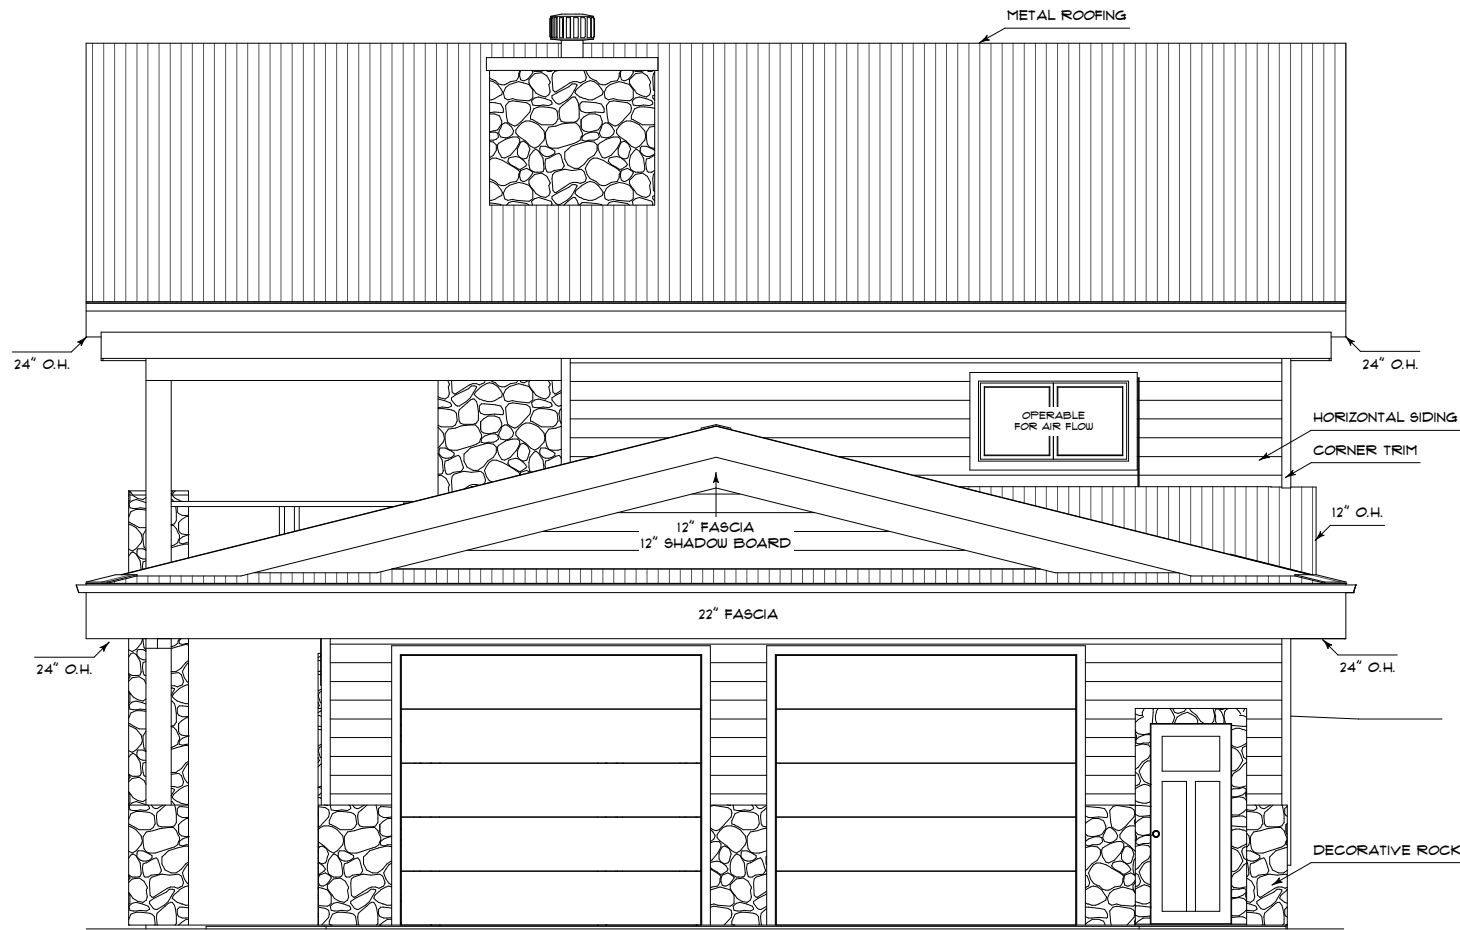 METAL ROOFING
24" O.H.
24" O.H.
OPERABLE
FOR AIR FLOW
HORIZONTAL SIDING
CORNER TRIM
12" O.H.
12" FASCIA
12" SHADOW BOARD
22" FASCIA
24" O.H.
24" O.H.
DECORATIVE ROCK